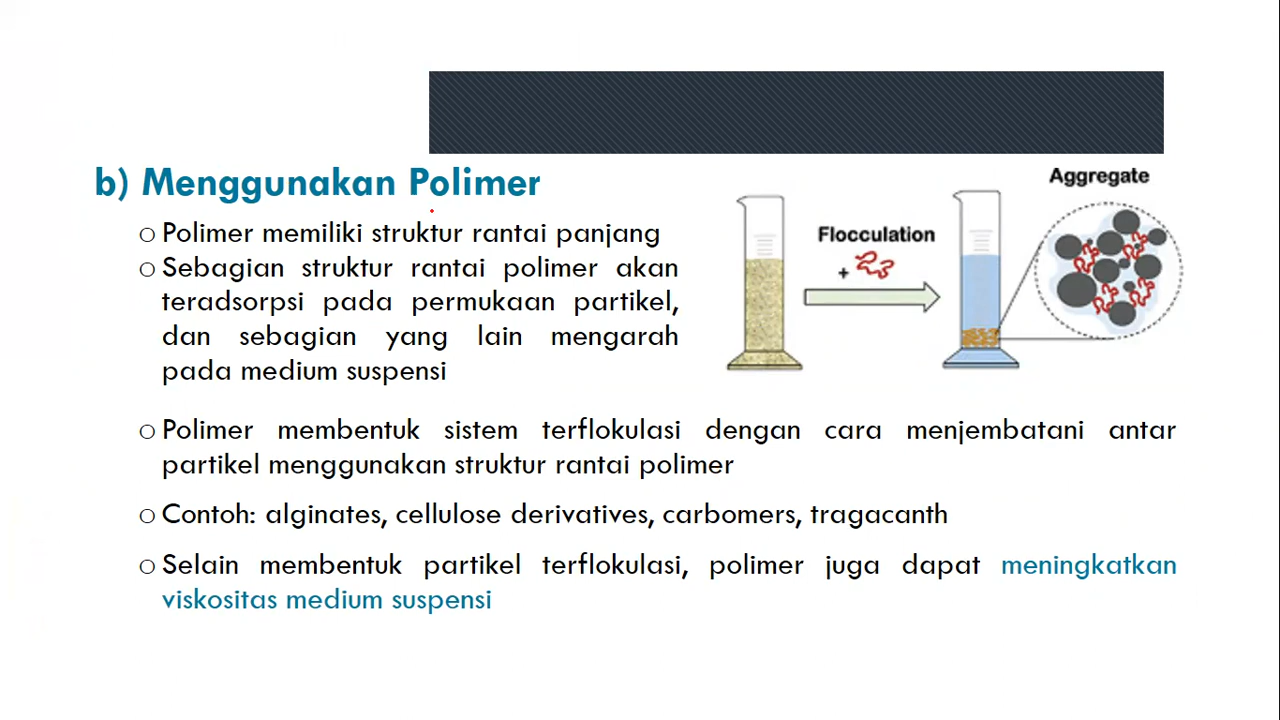 b) Menggunakan Polimer
○ Polimer memiliki struktur rantai panjang
○ Sebagian struktur rantai polimer akan
teradsorpsi pada permukaan partikel,
dan sebagian yang lain mengarah
pada medium suspensi
Flocculation
+
Aggregate
○ Polimer membentuk sistem terflokulasi dengan cara menjembatani antar
partikel menggunakan struktur rantai polimer
○ Contoh: alginates, cellulose derivatives, carbomers, tragacanth
○ Selain membentuk partikel terflokulasi, polimer juga dapat meningkatkan
viskositas medium suspensi